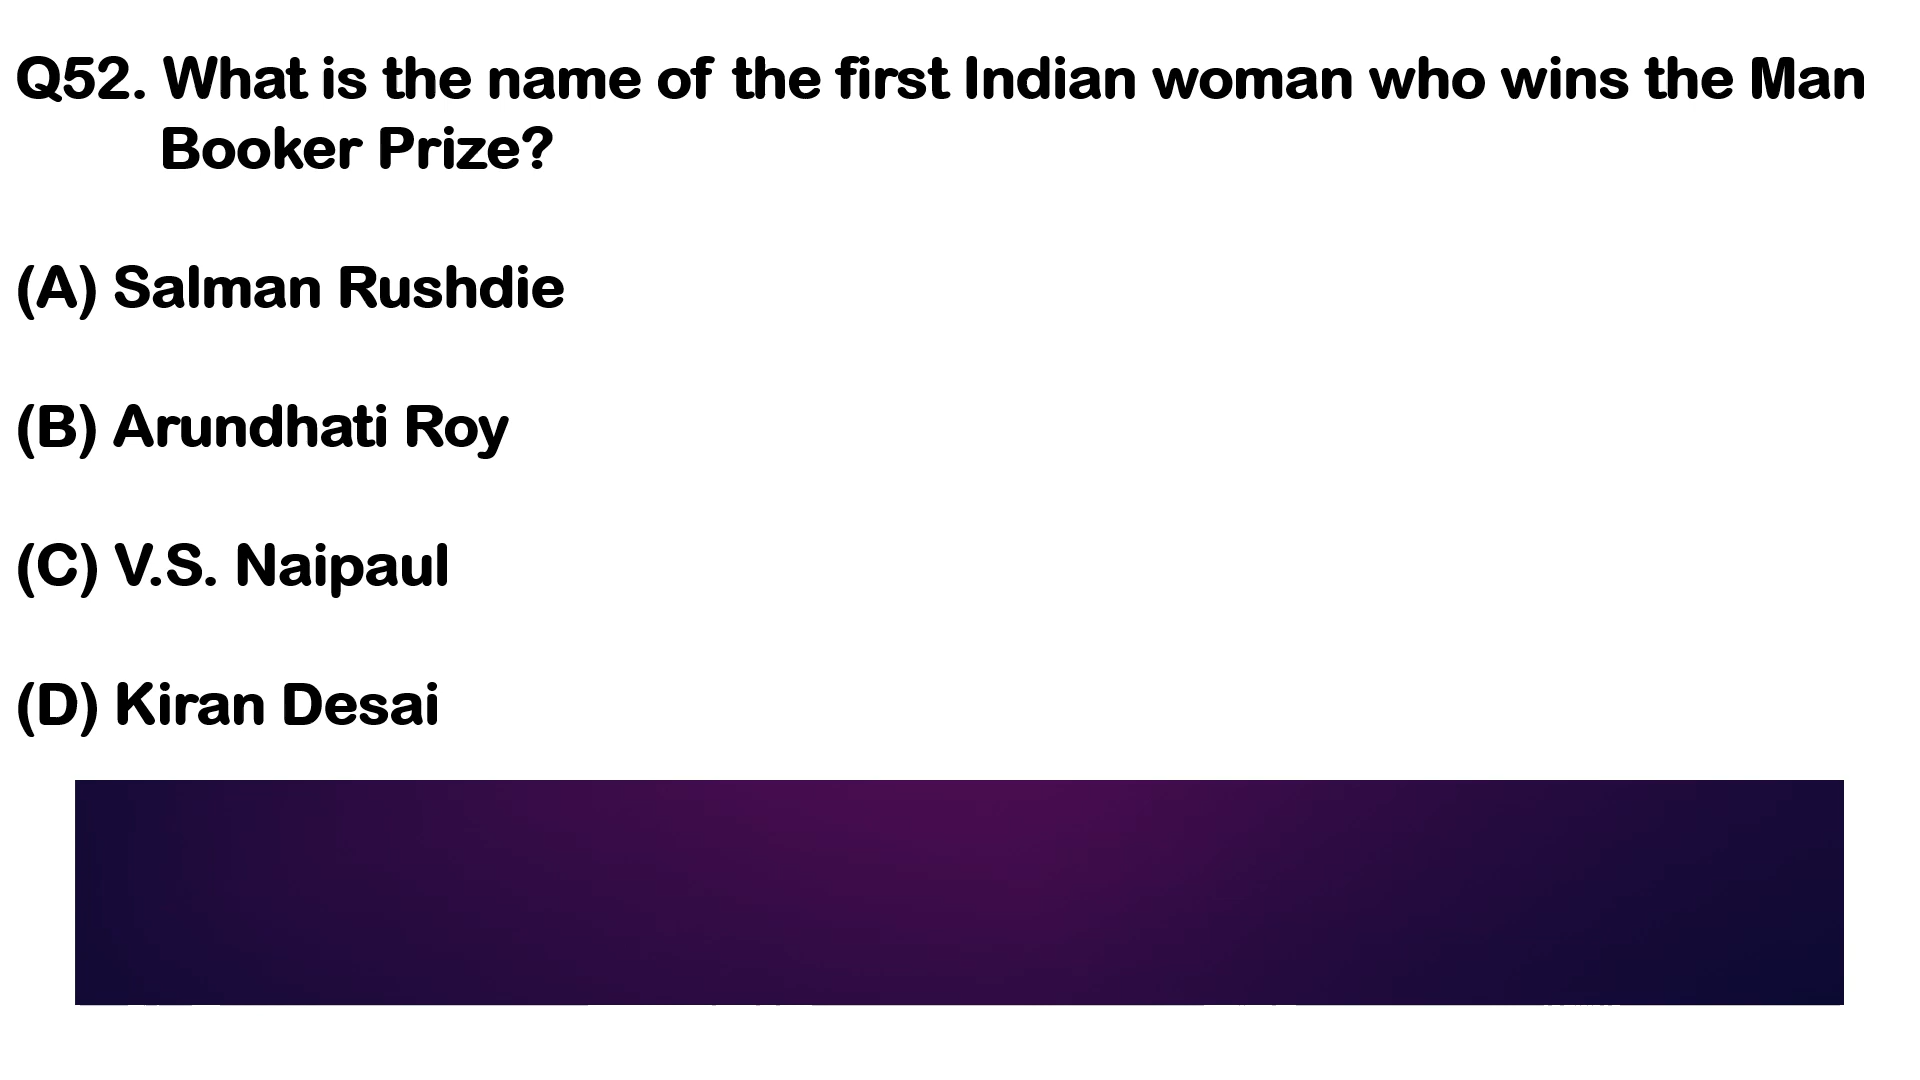 Q52. What is the name of the first Indian woman who wins the Man
Booker Prize?
(A) Salman Rushdie
(B) Arundhati Roy
(C) V.S. Naipaul
(D) Kiran Desai